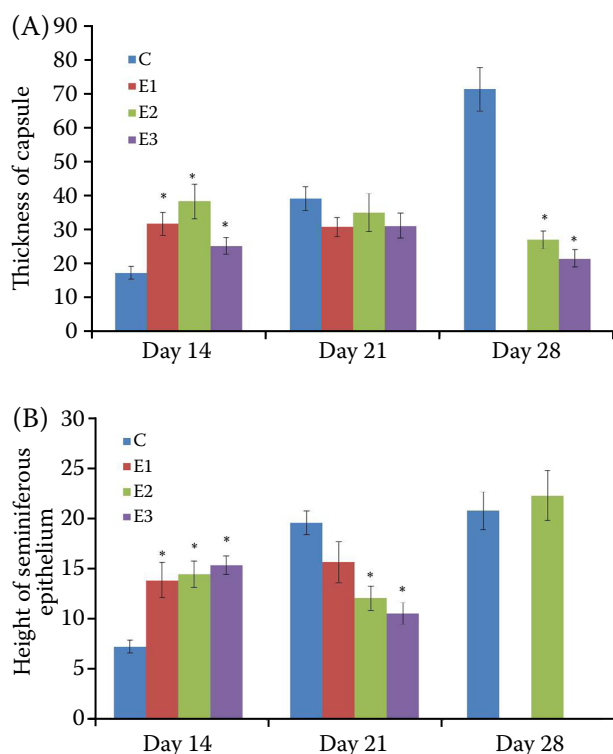 (A)
90
80
70
60
50
40
30
20
10
0
Thickness of capsule
C
E1
E2
E3
*
*
*
*
*
Day 14
Day 21
Day 28
(B)
30
25
20
15
10
5
0
Height of seminiferous
epithelium
C
E1
E2
E3
*
*
*
*
*
Day 14
Day 21
Day 28